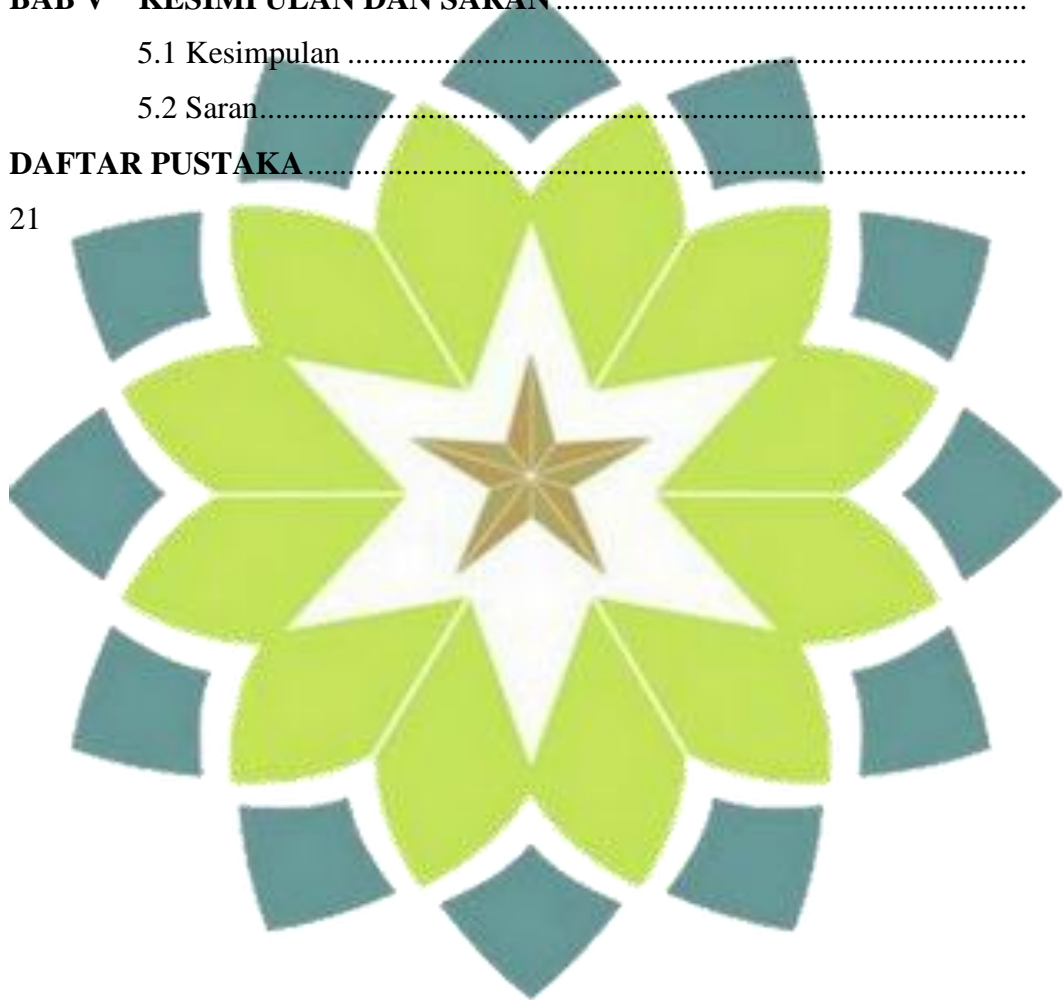 BAB V KESIMPULAN DAN SARAN ........................................................
5.1 Kesimpulan ................................................................................
5.2 Saran ...........................................................................................
DAFTAR PUSTAKA ......................................................................................
21